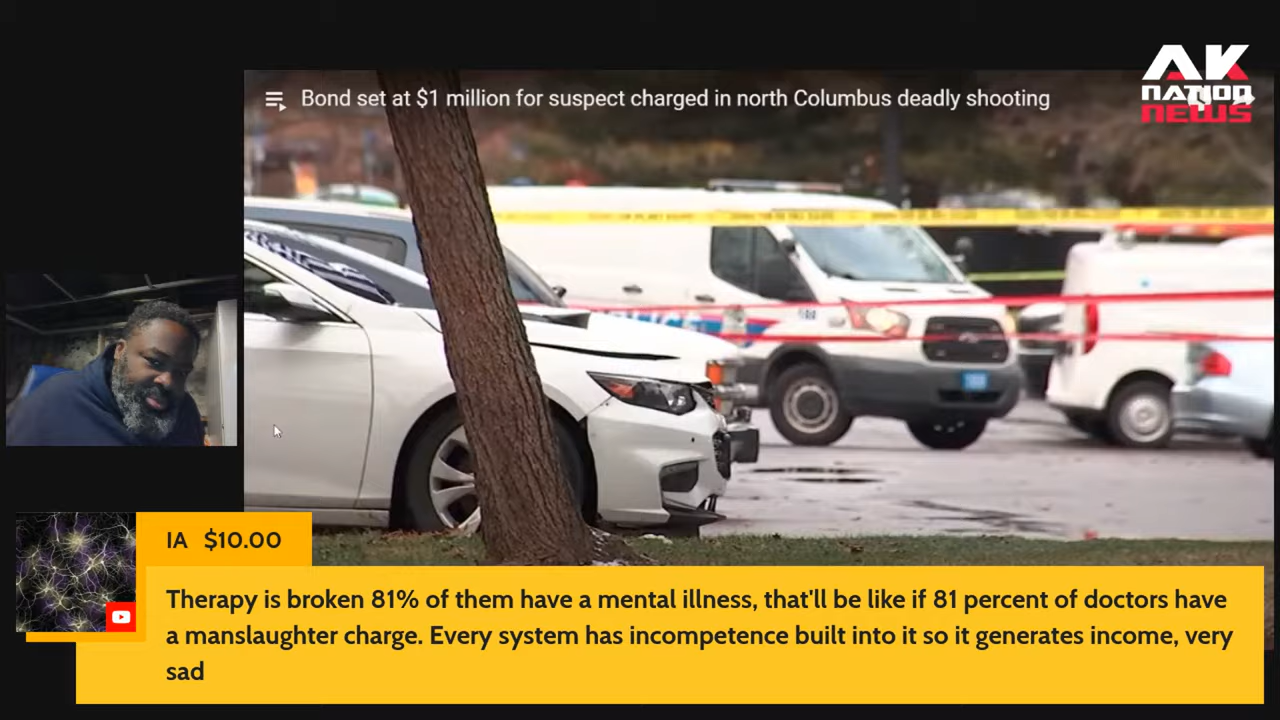 Bond set at $1 million for suspect charged in north Columbus deadly shooting
AK
NATION
NEWS
IA $10.00
Therapy is broken 81% of them have a mental illness, that'll be like if 81 percent of doctors have
a manslaughter charge. Every system has incompetence built into it so it generates income, very
sad